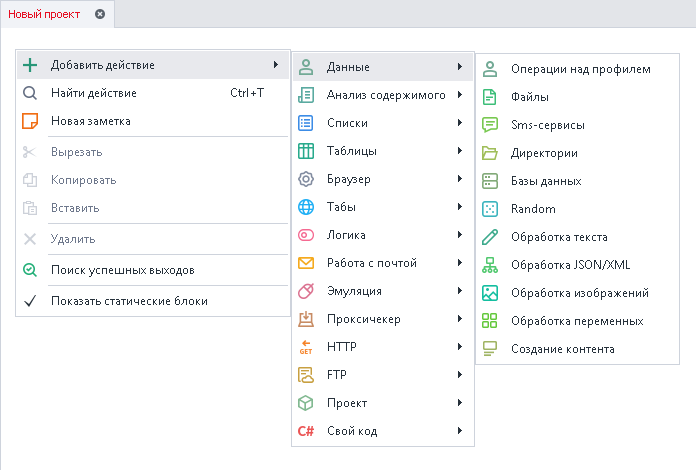 Новый проект
Добавить действие
Найти действие Ctrl+T
Новая заметка
Вырезать
Копировать
Вставить
Удалить
Поиск успешных выходов
Показать статические блоки
Данные
Анализ содержимого
Списки
Таблицы
Браузер
Табы
Логика
Работа с почтой
Эмуляция
Проксичекер
GET HTTP
FTP
Проект
C# Свой код
Операции над профилем
Файлы
Sms-сервисы
Директории
Базы данных
Random
Обработка текста
Обработка JSON/XML
Обработка изображений
Обработка переменных
Создание контента